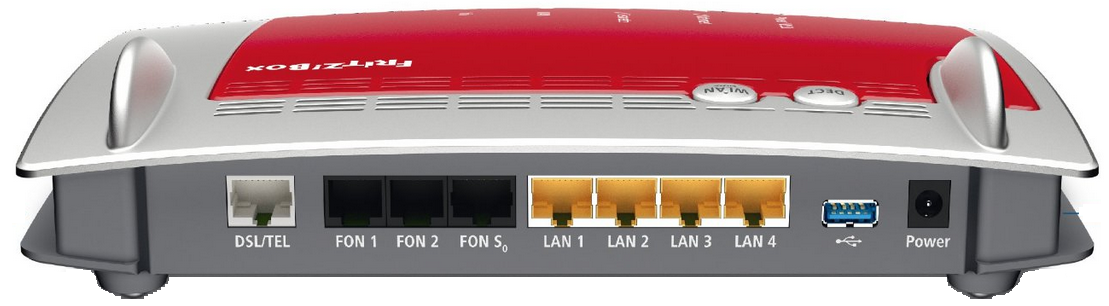 FRITZ!Box
WLAN
DECT
DSL/TEL
FON 1
FON 2
FON S₀
LAN 1
LAN 2
LAN 3
LAN 4
Power